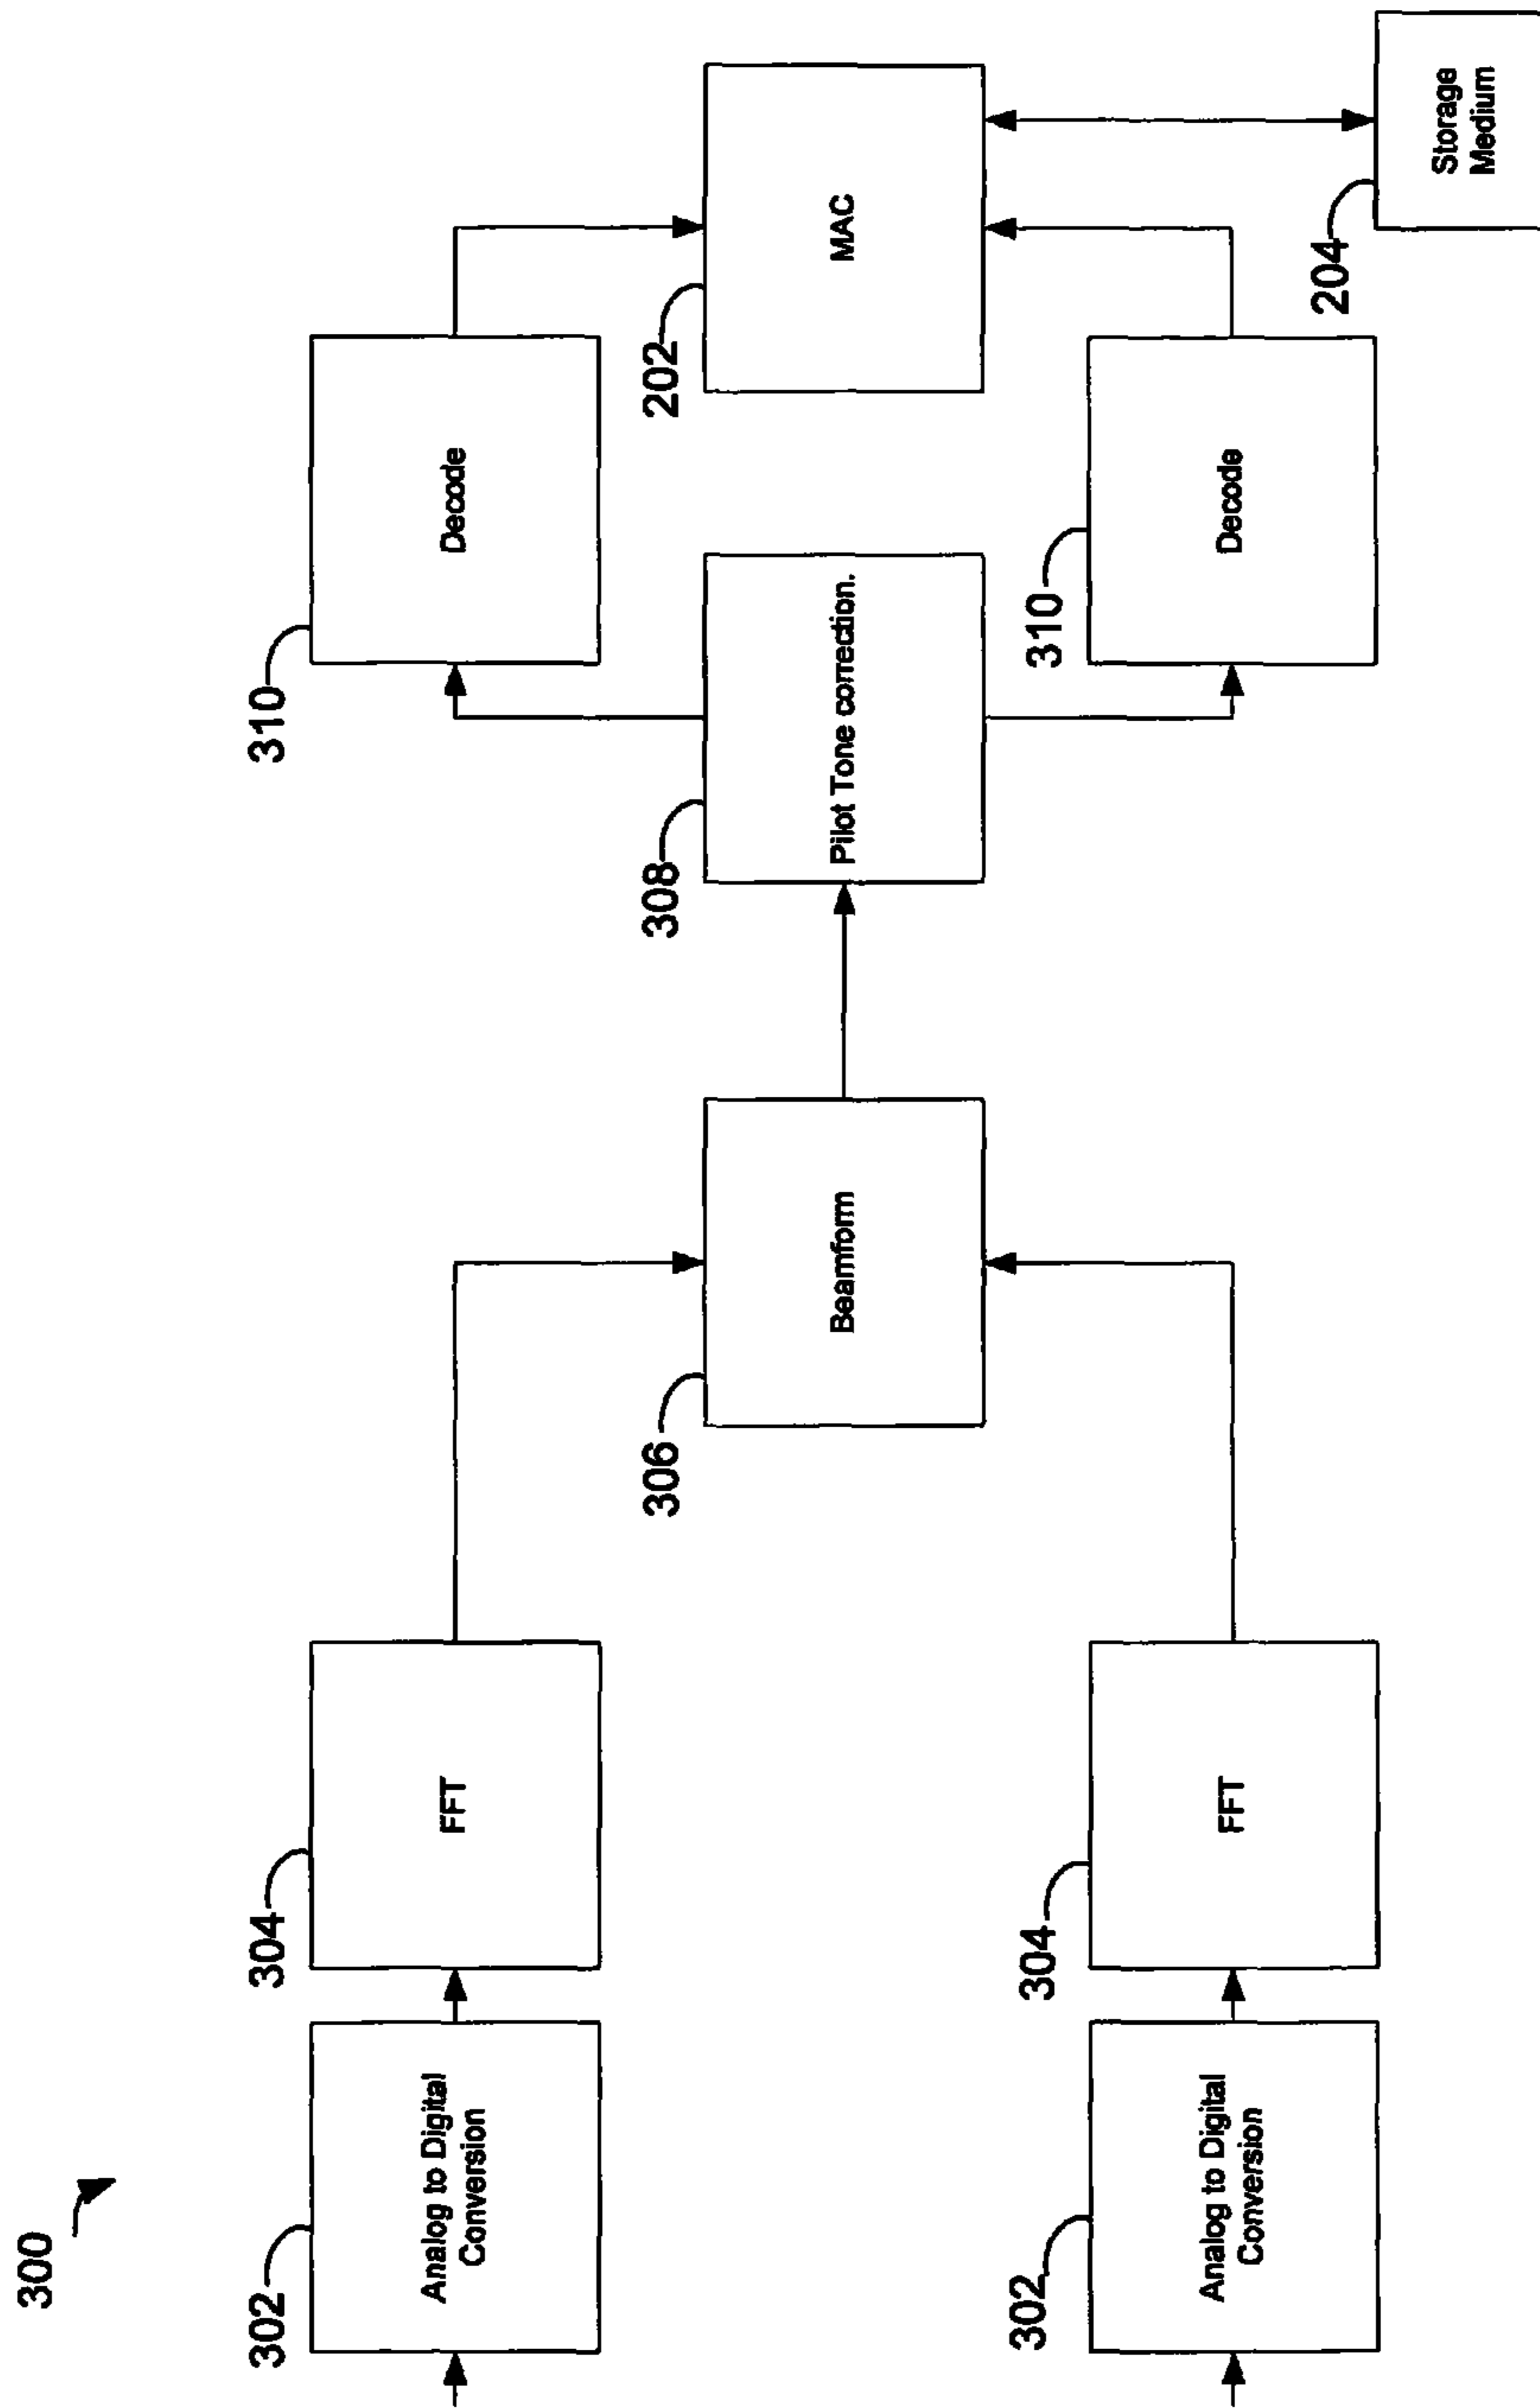 300
302
Analog to Digital
Conversion
304
FFT
306
Beamform
308
Pilot Tone correction.
310
Decode
202
MAC
302
Analog to Digital
Conversion
304
FFT
310
Decode
204
Storage
Medium